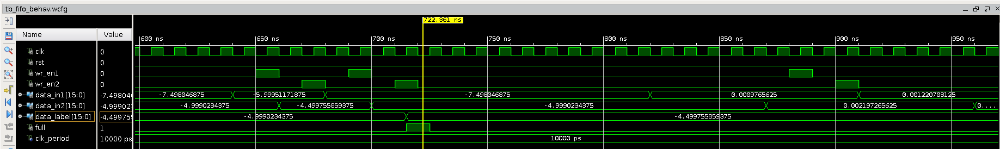 tb_fifo_behav.wcfg
722.361 ns
Name Value
600 ns 650 ns 700 ns 750 ns 800 ns 850 ns 900 ns 950 ns
clk 0
rst 0
wr_en1 0
wr_en2 0
data_in1[15:0] -7.498046 -7.498046875 -5.99951171875 -7.498046875 0.0009765625 0.001220703125
data_in2[15:0] -4.99902 -4.9990234375 -4.499755859375 -4.9990234375 0.002197265625 0....
data_label[15:0] -4.499755 -4.9990234375 -4.499755859375
full 1
clk_period 10000 ps 10000 ps